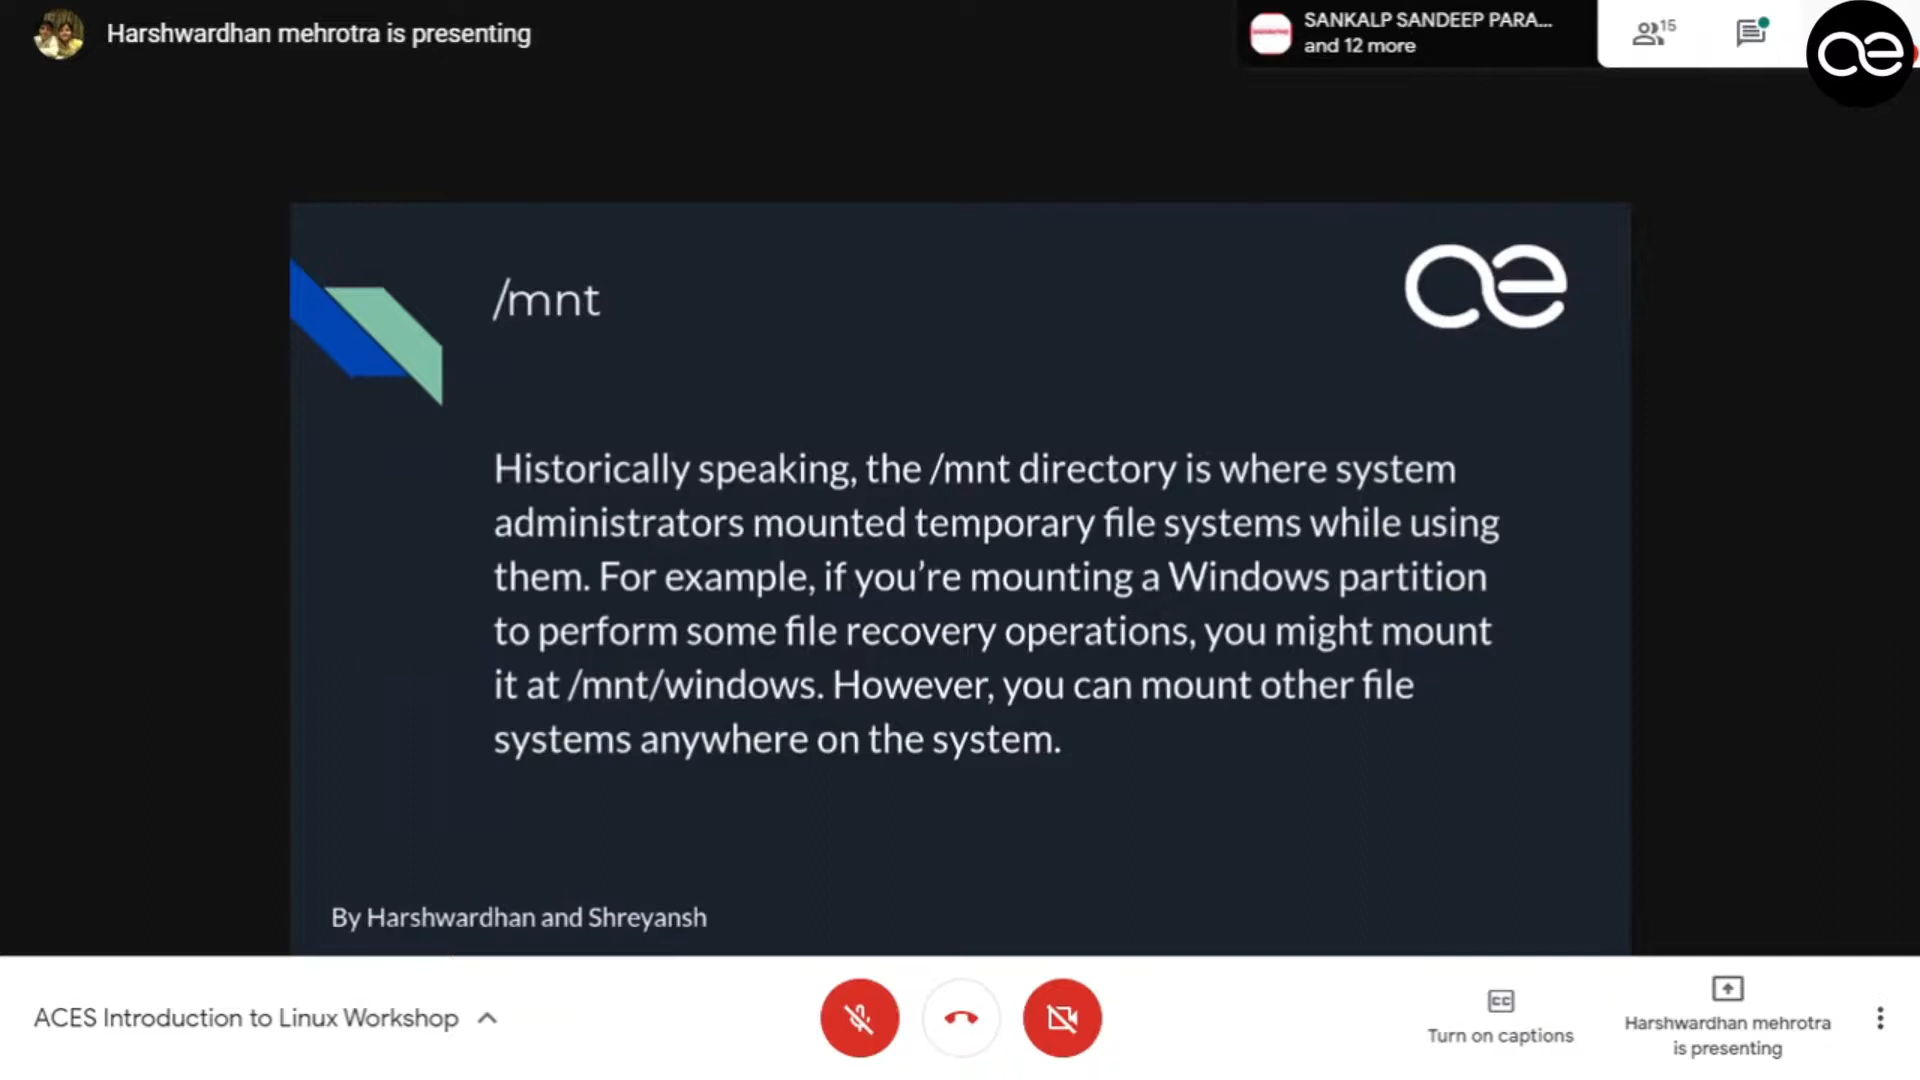 Harshwardhan mehrotra is presenting
SANKALP SANDEEP PARA...
and 12 more
15
/mnt
Historically speaking, the /mnt directory is where system
administrators mounted temporary file systems while using
them. For example, if you’re mounting a Windows partition
to perform some file recovery operations, you might mount
it at /mnt/windows. However, you can mount other file
systems anywhere on the system.
By Harshwardhan and Shreyansh
ACES Introduction to Linux Workshop
CC
Turn on captions
Harshwardhan mehrotra
is presenting